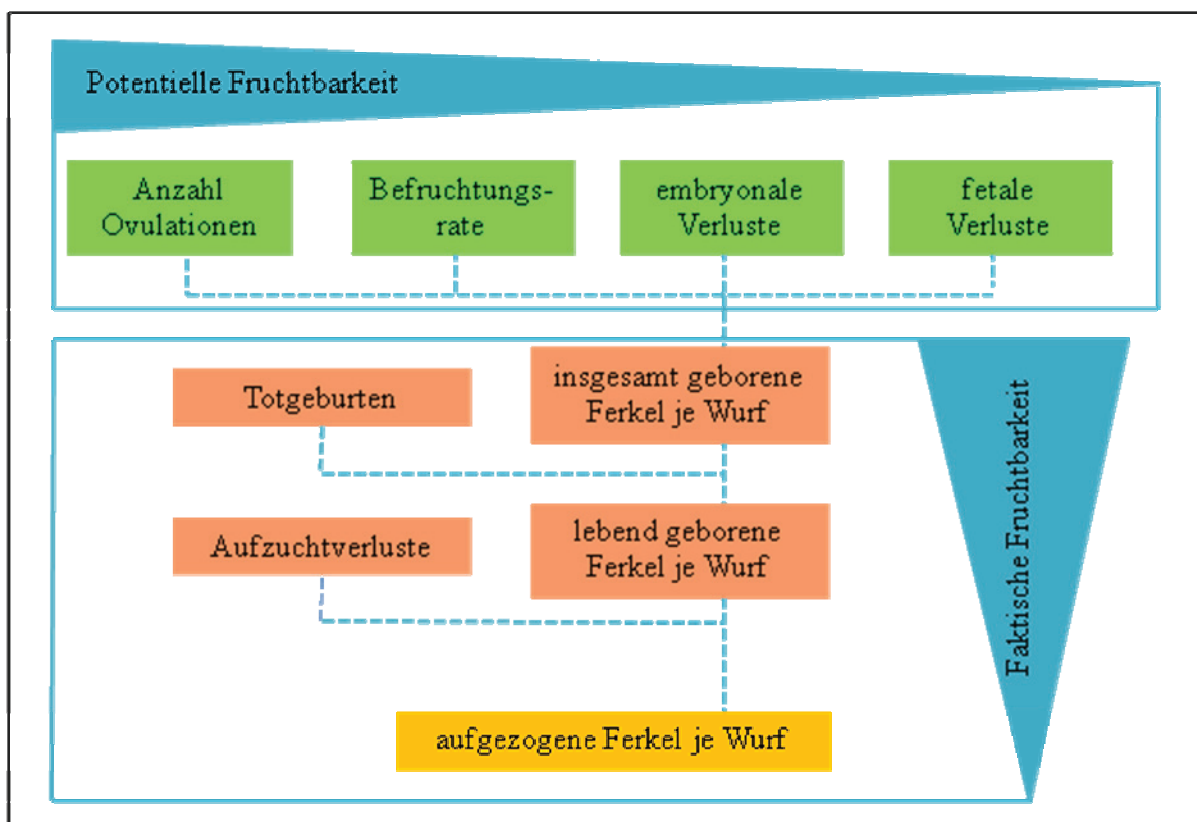 Potentielle Fruchtbarkeit
Anzahl
Ovulationen
Befruchtungs-
rate
embryonale
Verluste
fetale
Verluste
Totgeburten
insgesamt geborene
Ferkel je Wurf
Aufzuchtverluste
lebend geborene
Ferkel je Wurf
aufgezogene Ferkel je Wurf
Faktische Fruchtbarkeit